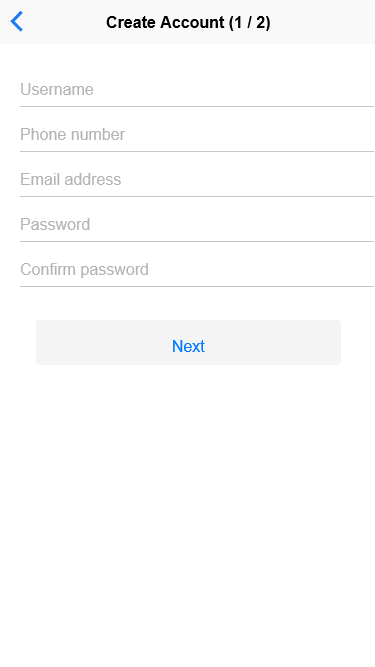 Create Account (1 / 2)
Username
Phone number
Email address
Password
Confirm password
Next